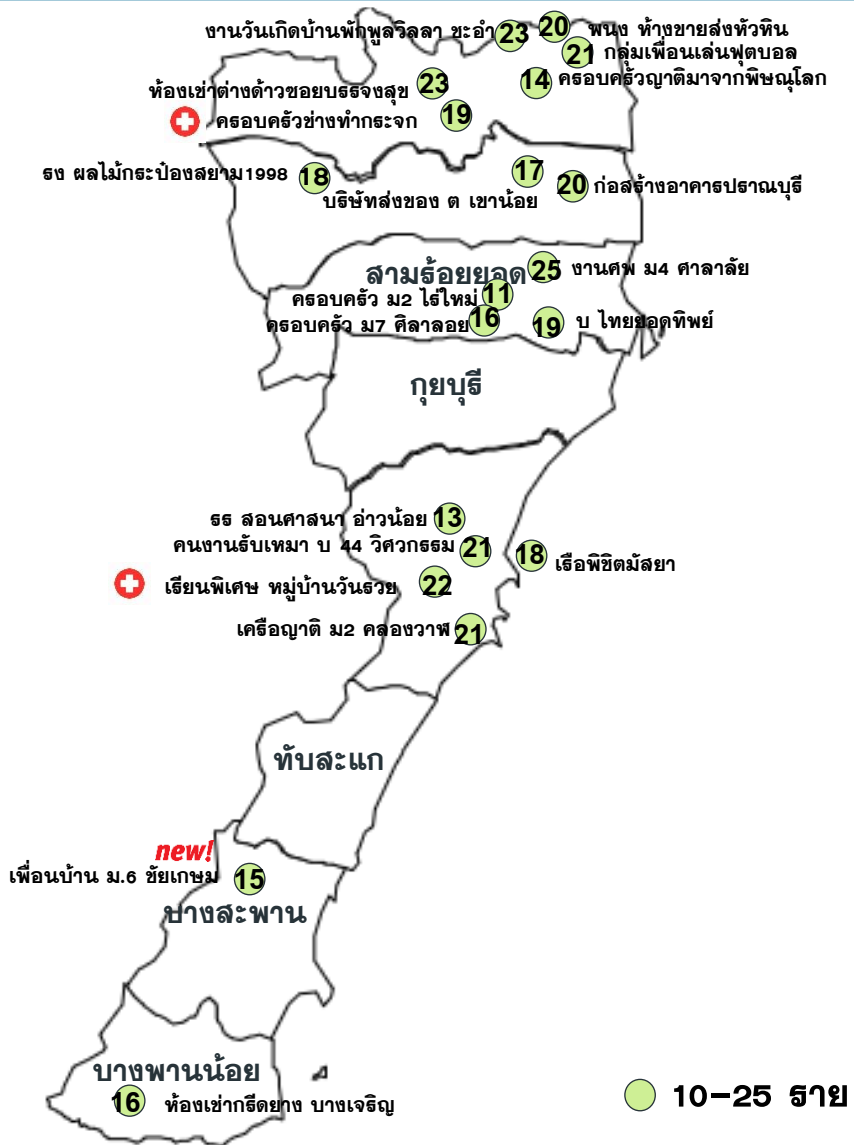 งานวันเกิดบ้านพักพูลวิลลา ชะอำ 23
20 พนง ห้างขายส่งหัวหิน
21 กลุ่มเพื่อนเล่นฟุตบอล
14 ครอบครัวญาติมาจากพิษณุโลก
ห้องเช่าต่างด้าวซอยบรรจงสุข 23
ครอบครัวช่างทำกระจก 19
รง ผลไม้กระป๋องสยาม1998 18
17
บริษัทส่งของ ต เขาน้อย
20 ก่อสร้างอาคารปราณบุรี
สามร้อยยอด
25 งานศพ ม4 ศาลาลัย
ครอบครัว ม2 ไร่ใหม่ 11
ครอบครัว ม7 ศิลาลอย 16
19 บ ไทยยอดทิพย์
กุยบุรี
รร สอนศาสนา อ่าวน้อย 13
คนงานรับเหมา บ 44 วิศวกรรม 21
18 เรือพิชิตมัสยา
เรียนพิเศษ หมู่บ้านวันรวย 22
เครือญาติ ม2 คลองวาฬ 21
ทับสะแก
new!
เพื่อนบ้าน ม.6 ชัยเกษม 15
บางสะพาน
บางพานน้อย
16 ห้องเช่ากรีดยาง บางเจริญ
10-25 ราย